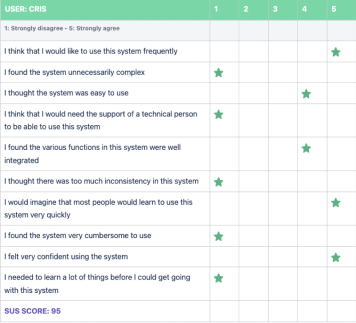 USER: CRIS 1 2 3 4 5
1: Strongly disagree – 5: Strongly agree
I think that I would like to use this system frequently
I found the system unnecessarily complex
I thought the system was easy to use
I think that I would need the support of a technical person
to be able to use this system
I found the various functions in this system were well
integrated
I thought there was too much inconsistency in this system
I would imagine that most people would learn to use this
system very quickly
I found the system very cumbersome to use
I felt very confident using the system
I needed to learn a lot of things before I could get going
with this system
SUS SCORE: 95